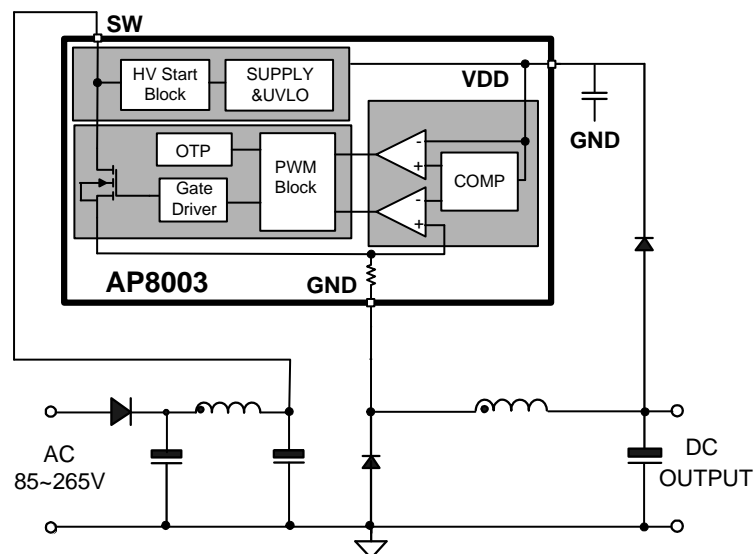 SW
HV Start
Block
SUPPLY
&UVLO
VDD
GND
OTP
PWM
Block
Gate
Driver
-
+
COMP
-
+
AP8003
GND
AC
85~265V
DC
OUTPUT